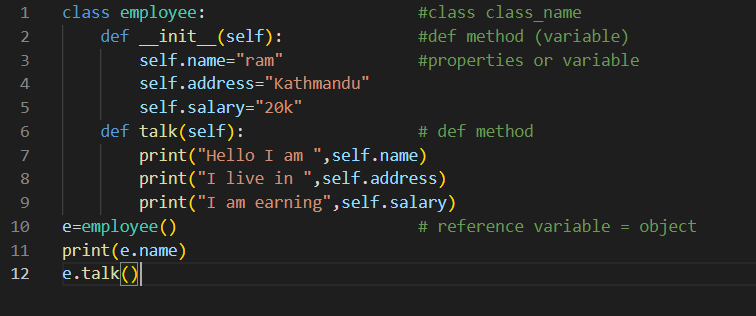 1 class employee: #class class_name
2 def __init__(self): #def method (variable)
3 self.name="ram" #properties or variable
4 self.address="Kathmandu"
5 self.salary="20k"
6 def talk(self): # def method
7 print("Hello I am ",self.name)
8 print("I live in ",self.address)
9 print("I am earning",self.salary)
10 e=employee() # reference variable = object
11 print(e.name)
12 e.talk()